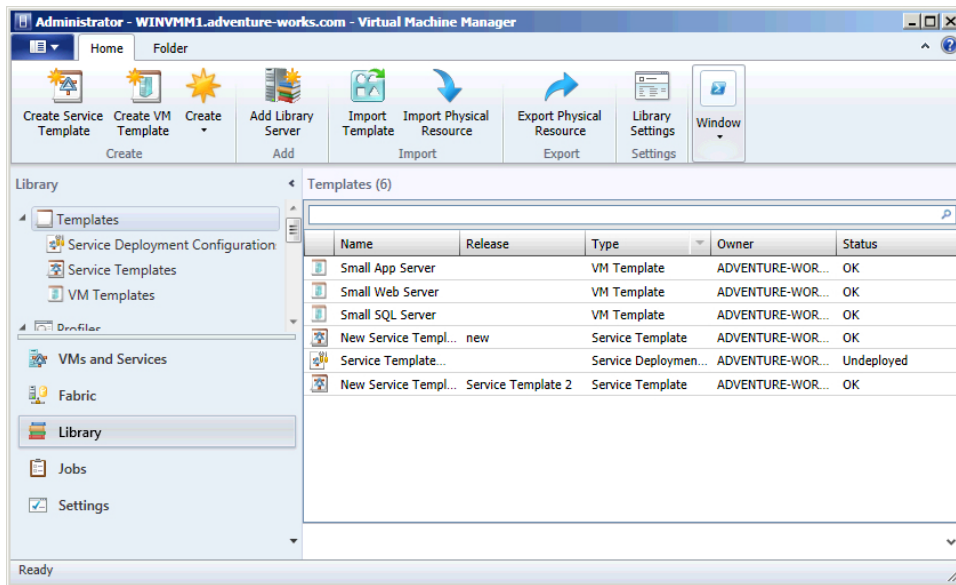 Administrator - WINVMM1.adventure-works.com - Virtual Machine Manager
Home Folder
Create Service Template
Create VM Template
Create
Add Library Server
Import Template
Import Physical Resource
Export Physical Resource
Library Settings
Window
Create
Add
Import
Export
Settings
Library
Templates
Service Deployment Configuration
Service Templates
VM Templates
Profiles
VMs and Services
Fabric
Library
Jobs
Settings
Templates (6)
Name Release Type Owner Status
Small App Server VM Template ADVENTURE-WOR... OK
Small Web Server VM Template ADVENTURE-WOR... OK
Small SQL Server VM Template ADVENTURE-WOR... OK
New Service Templ... new Service Template ADVENTURE-WOR... OK
Service Template... Service Deploymen... ADVENTURE-WOR... Undeployed
New Service Templ... Service Template 2 Service Template ADVENTURE-WOR... OK
Ready